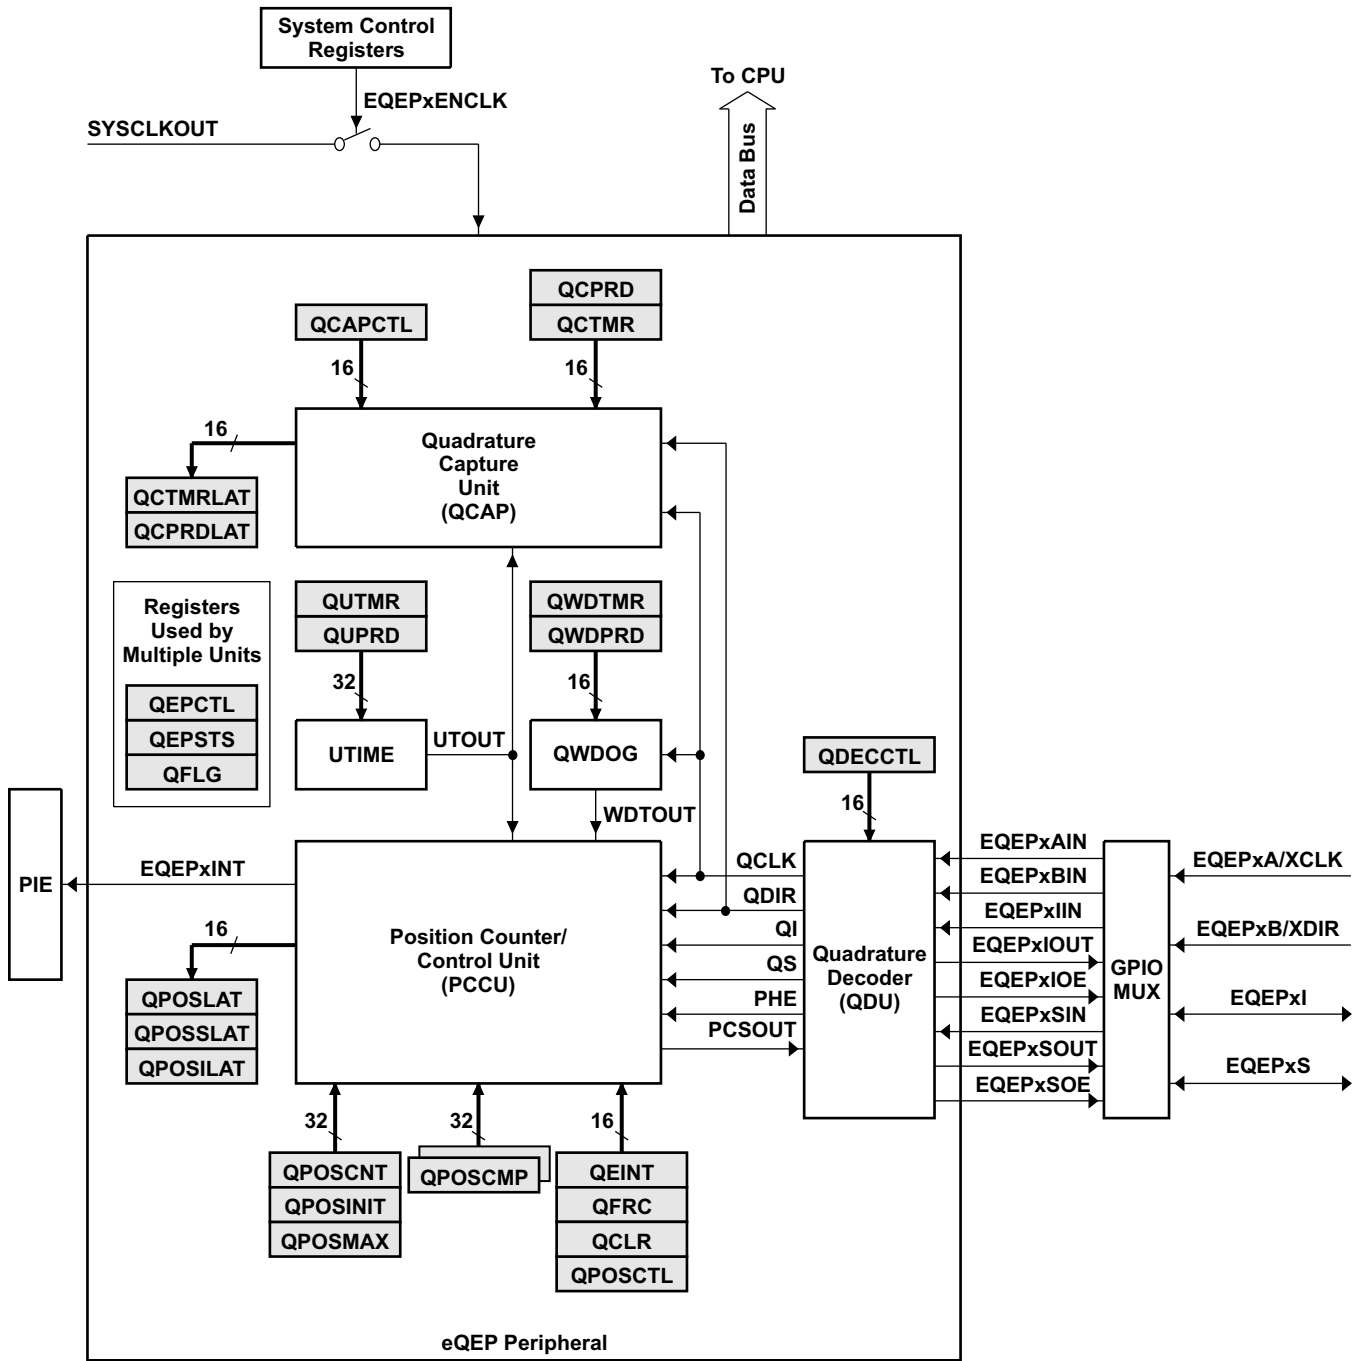 System Control
Registers
To CPU
EQEPxENCLK
SYSCLKOUT
Data Bus
QCPRD
QCAPCTL
QCTMR
16
16
16
Quadrature
Capture
Unit
(QCAP)
QCTMRLAT
QCPRDLAT
Registers
Used by
Multiple Units
QEPCTL
QEPSTS
QFLG
QUTMR
QUPRD
32
UTIME
UTOUT
QWDTMR
QWDPRD
16
QWDOG
WDTOUT
QDECCTL
16
PIE
EQEPxINT
16
QPOSLAT
QPOSSLAT
QPOSILAT
Position Counter/
Control Unit
(PCCU)
QCLK
QDIR
QI
QS
PHE
PCSOUT
Quadrature
Decoder
(QDU)
EQEPxAIN
EQEPxBIN
EQEPxIIN
EQEPxIOUT
EQEPxIOE
EQEPxSIN
EQEPxSOUT
EQEPxSOE
GPIO
MUX
EQEPxA/XCLK
EQEPxB/XDIR
EQEPxI
EQEPxS
32
32
16
QPOSCNT
QPOSINIT
QPOSMAX
QPOSCMP
QEINT
QFRC
QCLR
QPOSCTL
eQEP Peripheral